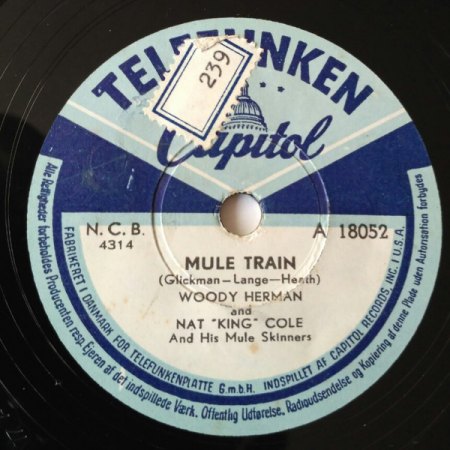 TELEFUNKEN
239
Capitol
N.C.B.
4314
A 18052
MULE TRAIN
(Glickman-Lange-Heath)
WOODY HERMAN
and
NAT "KING" COLE
And His Mule Skinners
FABRIKERET I DANMARK FOR TELEFUNKENPLATTE G.m.b.H. INDSPILLET AF CAPITOL RECORDS, INC. I U.S.A.
Alle Rettigheder forbeholdes Producenten resp. Ejeren af det indspillede Værk. Offentlig Udførelse, Radioudsendelse og Kopiering af denne Plade uden Autorisation forbydes